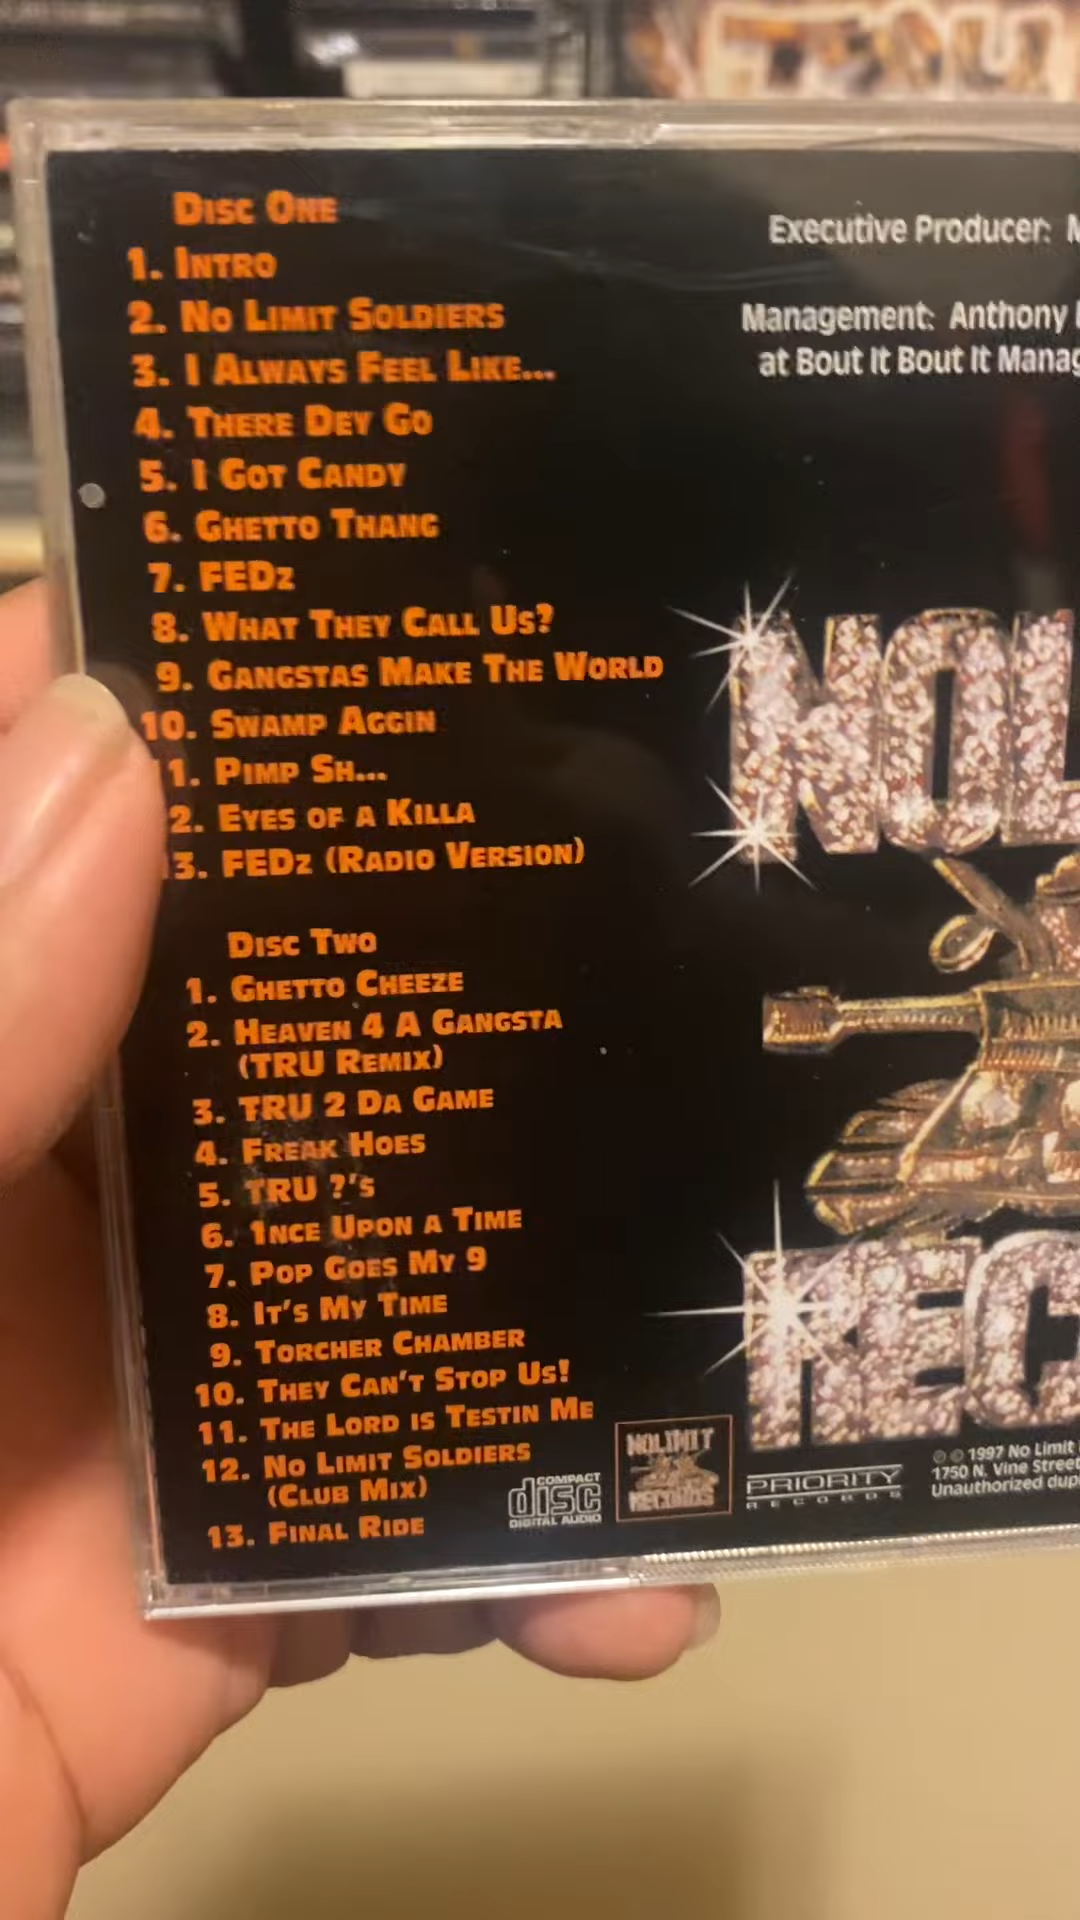 Disc One
1. Intro
2. No Limit Soldiers
3. I Always Feel Like...
4. There Dey Go
5. I Got Candy
6. Ghetto Thang
7. FEDz
8. What They Call Us?
9. Gangstas Make The World
10. Swamp Aggin
1. Pimp Sh...
2. Eyes of a Killa
13. FEDz (Radio Version)
Disc Two
1. Ghetto Cheeze
2. Heaven 4 A Gangsta
(TRU Remix)
3. TRU 2 Da Game
4. Freak Hoes
5. TRU ?'s
6. 1nce Upon a Time
7. Pop Goes My 9
8. It's My Time
9. Torcher Chamber
10. They Can't Stop Us!
11. The Lord is Testin Me
12. No Limit Soldiers
(Club Mix)
13. Final Ride
Executive Producer:
Management: Anthony
at Bout It Bout It Manag
NOL
REC
COMPACT
disc
DIGITAL AUDIO
NO LIMIT
RECORDS
PRIORITY
RECORDS
℗ © 1997 No Limit
1750 N. Vine Street
Unauthorized dup